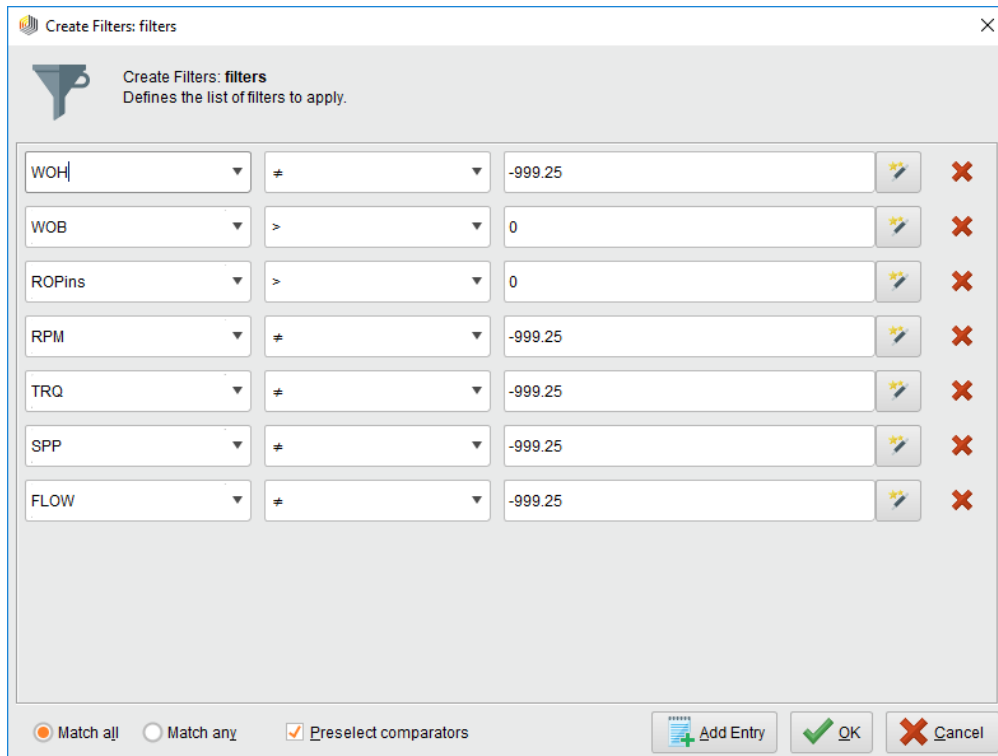 Create Filters: filters
Create Filters: filters
Defines the list of filters to apply.
WOH ≠ -999.25
WOB > 0
ROPins > 0
RPM ≠ -999.25
TRQ ≠ -999.25
SPP ≠ -999.25
FLOW ≠ -999.25
Match all Match any Preselect comparators Add Entry OK Cancel